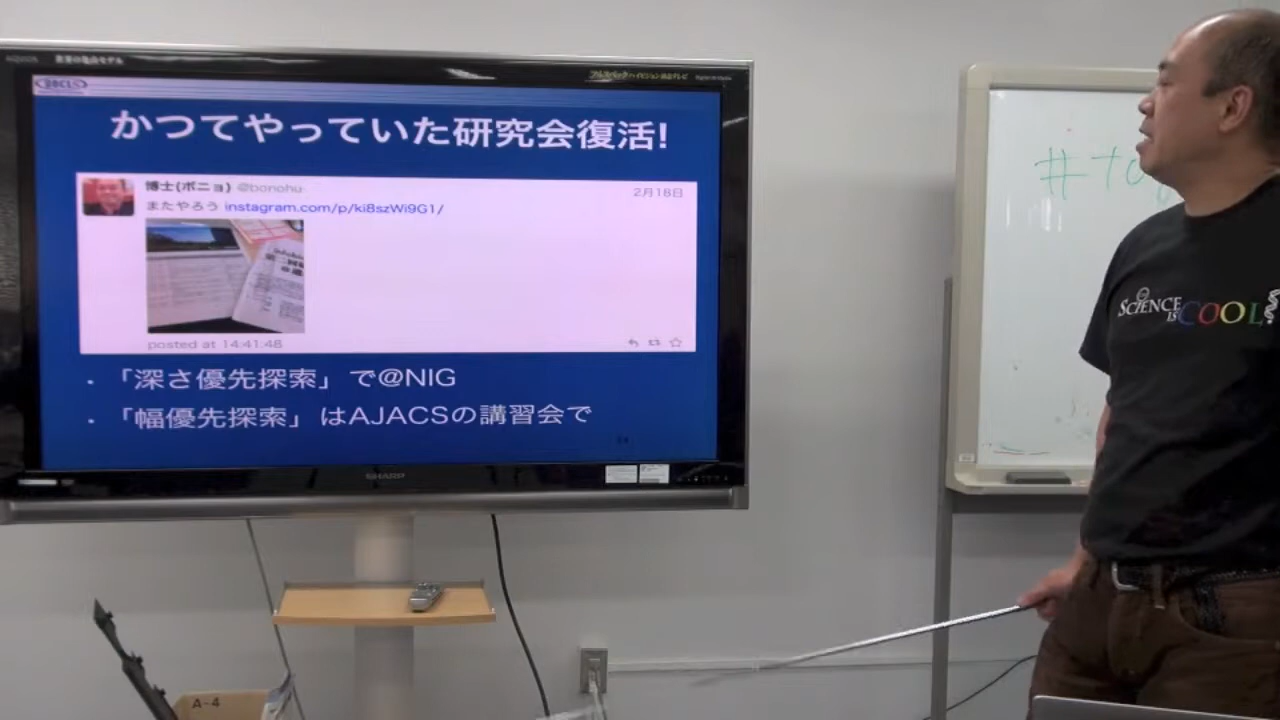 DBCLS
かつてやっていた研究会復活!
博士(ボニョ) @bonohu
2月18日
またやろう instagram.com/p/ki8szWi9G1/
posted at 14:41:48
・「深さ優先探索」で@NIG
・「幅優先探索」はAJACSの講習会で
SHARP
SCIENCE
IS COOL!
A-4